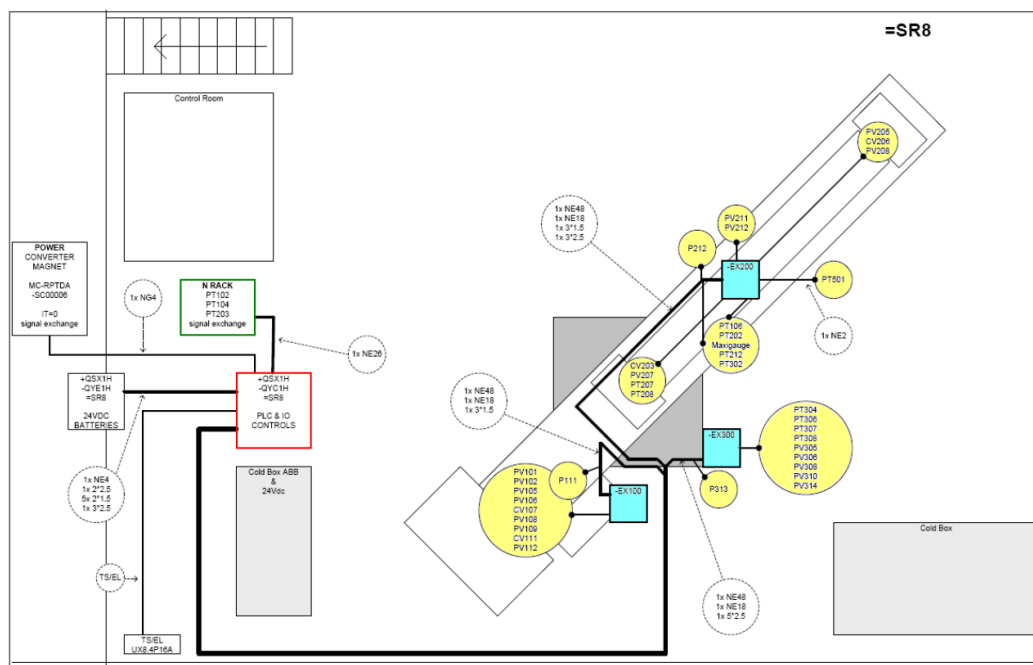 =SR8
Control Room
PV205
CV206
PV208
1x NE48
1x NE18
1x 3*1.5
1x 3*2.5
PV211
PV212
P212
-EX200
PT501
POWER
CONVERTER
MAGNET
MC-RPTDA
-SC00006
IT=0
signal exchange
1x NG4
N RACK
PT102
PT104
PT203
signal exchange
1x NE26
PT106
PT202
Maxigauge
PT212
PT302
1x NE2
CV203
PV207
PT207
PT208
+QSX1H
-QYE1H
=SR8
24VDC
BATTERIES
+QSX1H
-QYC1H
=SR8
PLC & IO
CONTROLS
1x NE48
1x NE18
1x 3*1.5
-EX300
PT304
PT306
PT307
PT308
PV305
PV306
PV308
PV310
PV314
1x NE4
1x 2*2.5
5x 2*1.5
1x 3*2.5
Cold Box ABB
&
24Vdc
PV101
PV102
PV105
PV106
CV107
PV108
PV109
CV111
PV112
P111
-EX100
P313
Cold Box
TS/EL
1x NE48
1x NE18
1x 5*2.5
TS/EL
UX8.4P16A